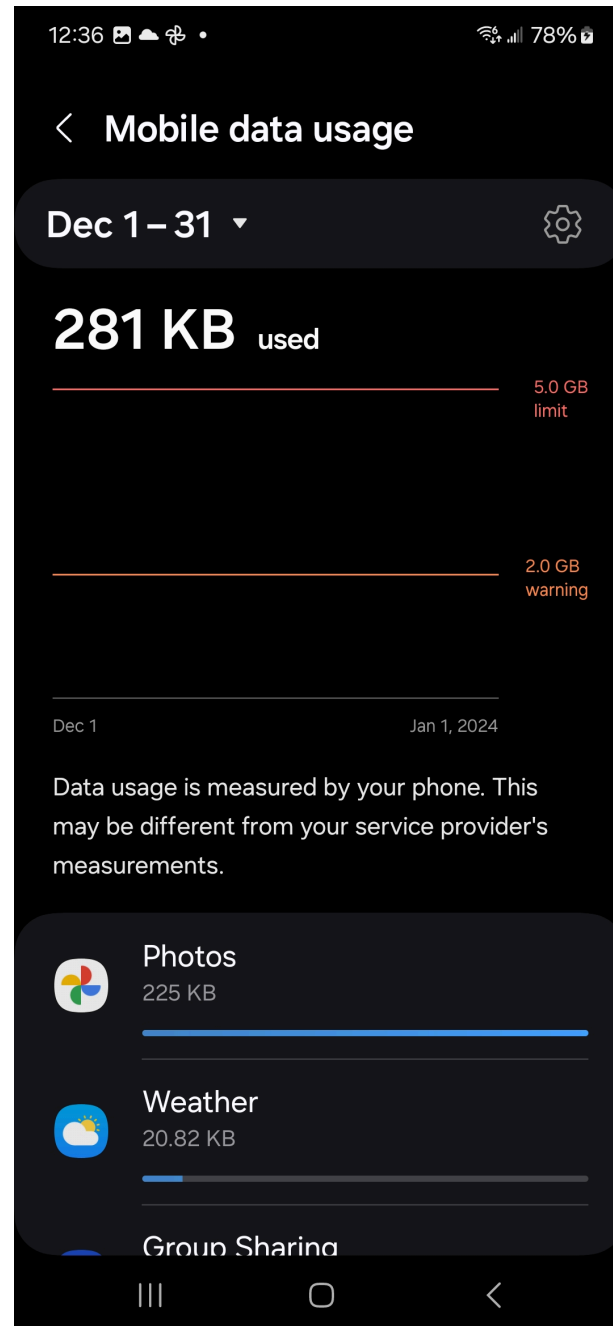 12:36
78%
Mobile data usage
Dec 1 – 31
281 KB used
5.0 GB
limit
2.0 GB
warning
Dec 1
Jan 1, 2024
Data usage is measured by your phone. This
may be different from your service provider's
measurements.
Photos
225 KB
Weather
20.82 KB
Group Sharing